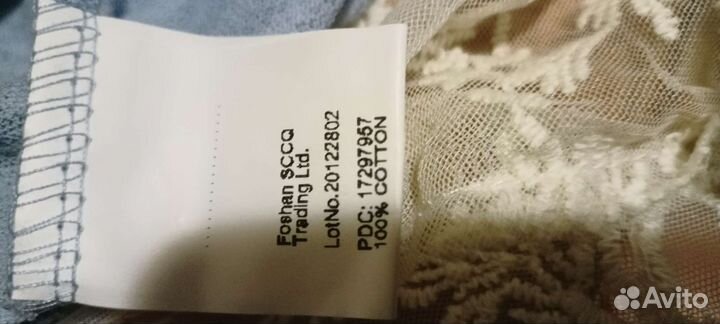 Foshan SCCQ
Trading Ltd.
LotNo.20122802
PDC: 17297957
100% COTTON
Avito